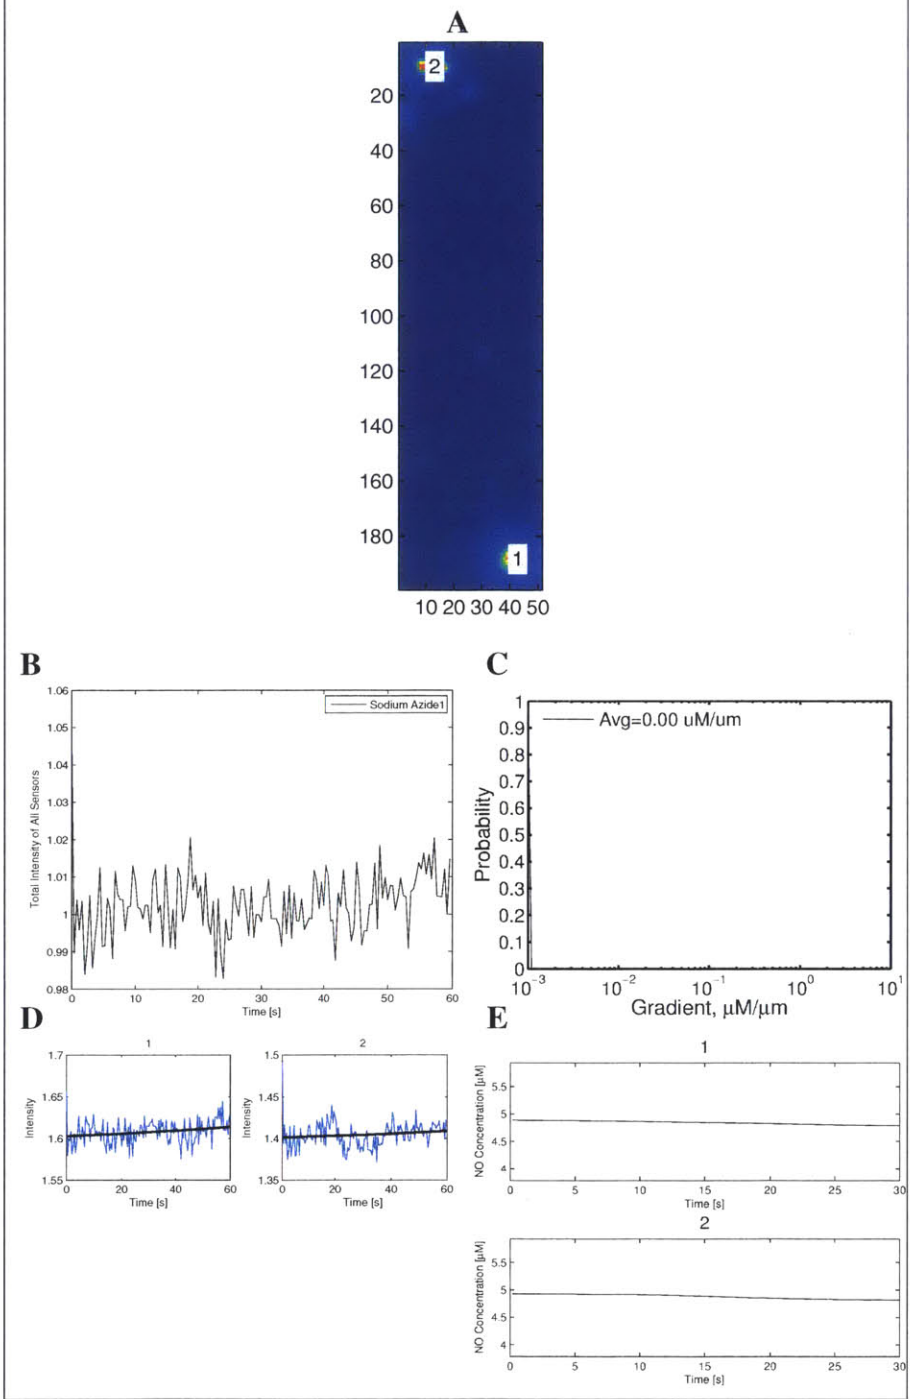 A
2
20
40
60
80
100
120
140
160
180
1
10 20 30 40 50
B
1.06
1.05
1.04
1.03
1.02
1.01
1
0.99
0.98
Total Intensity of All Sensors
Sodium Azide1
0 10 20 30 40 50 60
Time [s]
C
1
0.9
0.8
0.7
0.6
0.5
0.4
0.3
0.2
0.1
0
Probability
Avg=0.00 uM/um
10⁻³ 10⁻² 10⁻¹ 10⁰ 10¹
Gradient, μM/μm
D
1
1.7
1.65
1.6
1.55
Intensity
0 20 40 60
Time [s]
2
1.5
1.45
1.4
1.35
Intensity
0 20 40 60
Time [s]
E
1
5.5
5
4.5
4
NO Concentration [μM]
0 5 10 15 20 25 30
Time [s]
2
5.5
5
4.5
4
NO Concentration [μM]
0 5 10 15 20 25 30
Time [s]